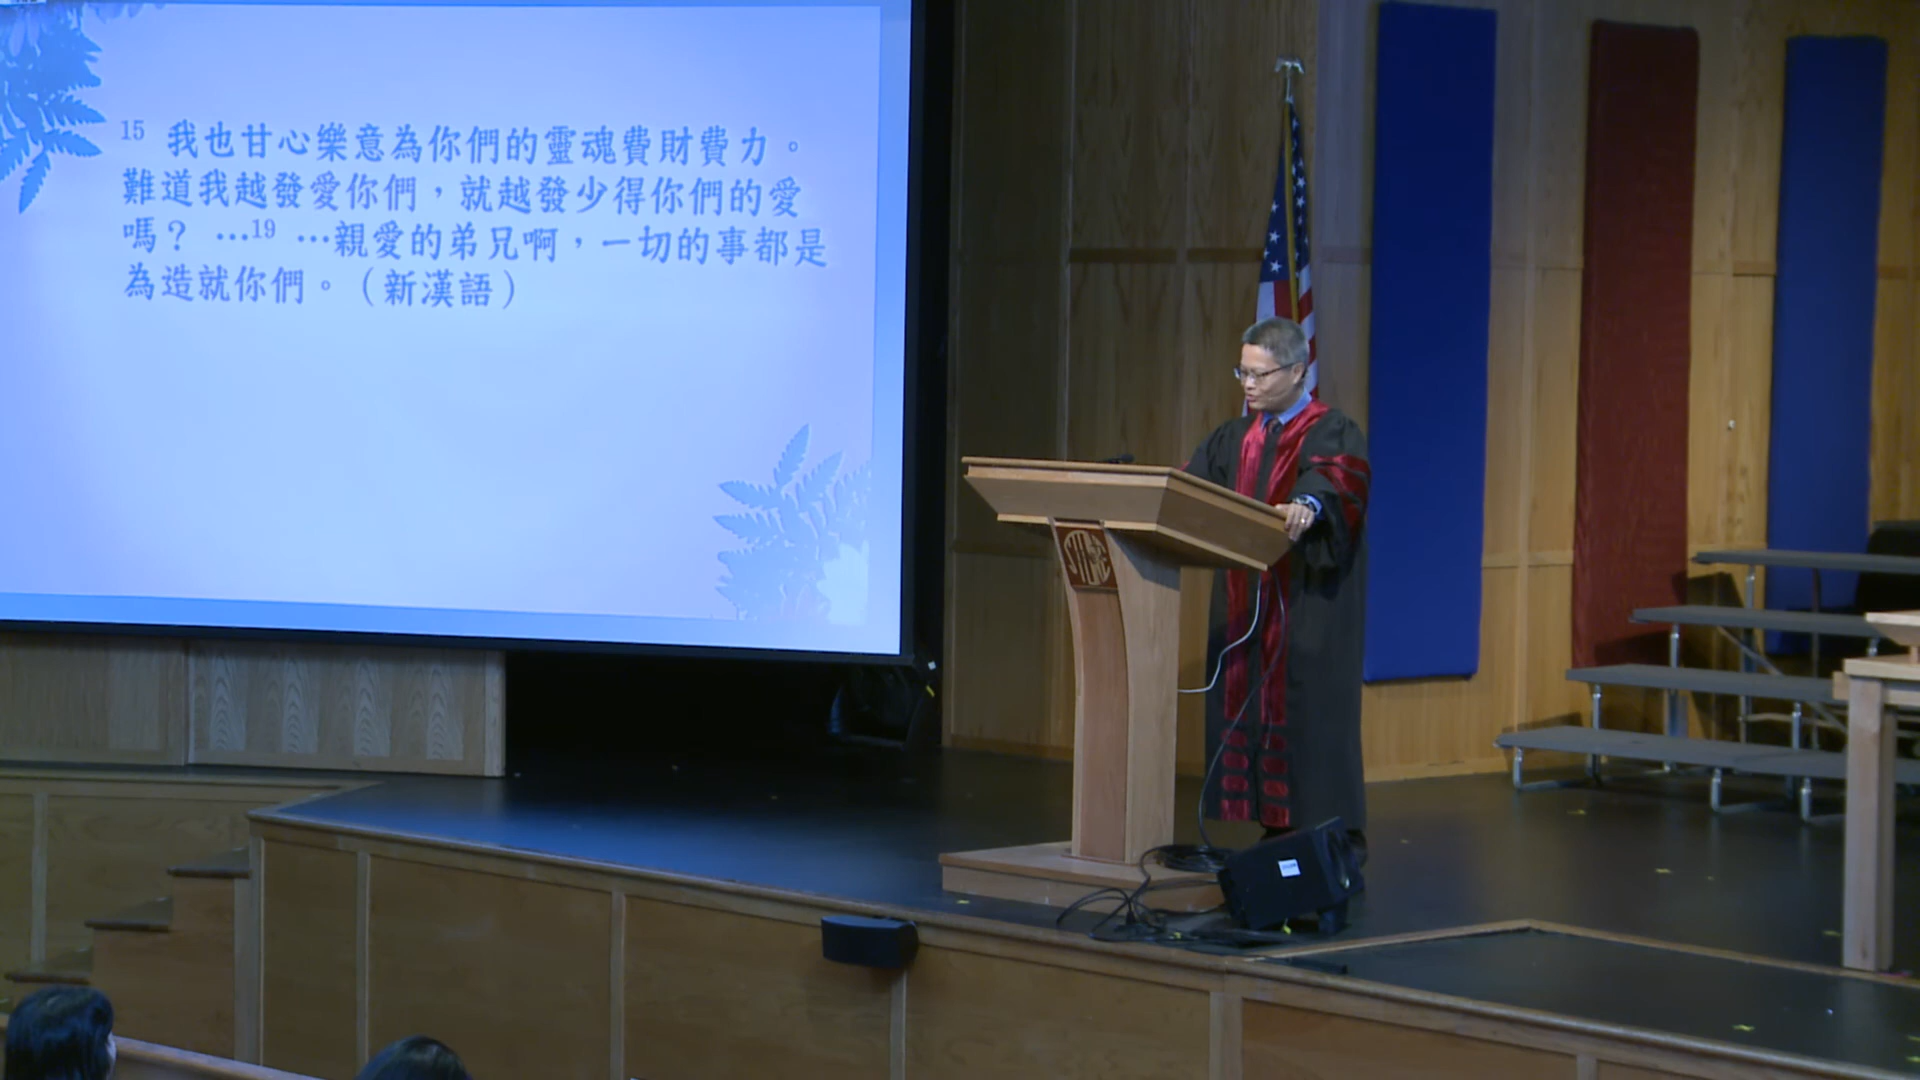 15 我也甘心樂意為你們的靈魂費財費力。
難道我越發愛你們，就越發少得你們的愛
嗎？ …19 …親愛的弟兄啊，一切的事都是
為造就你們。（新漢語）